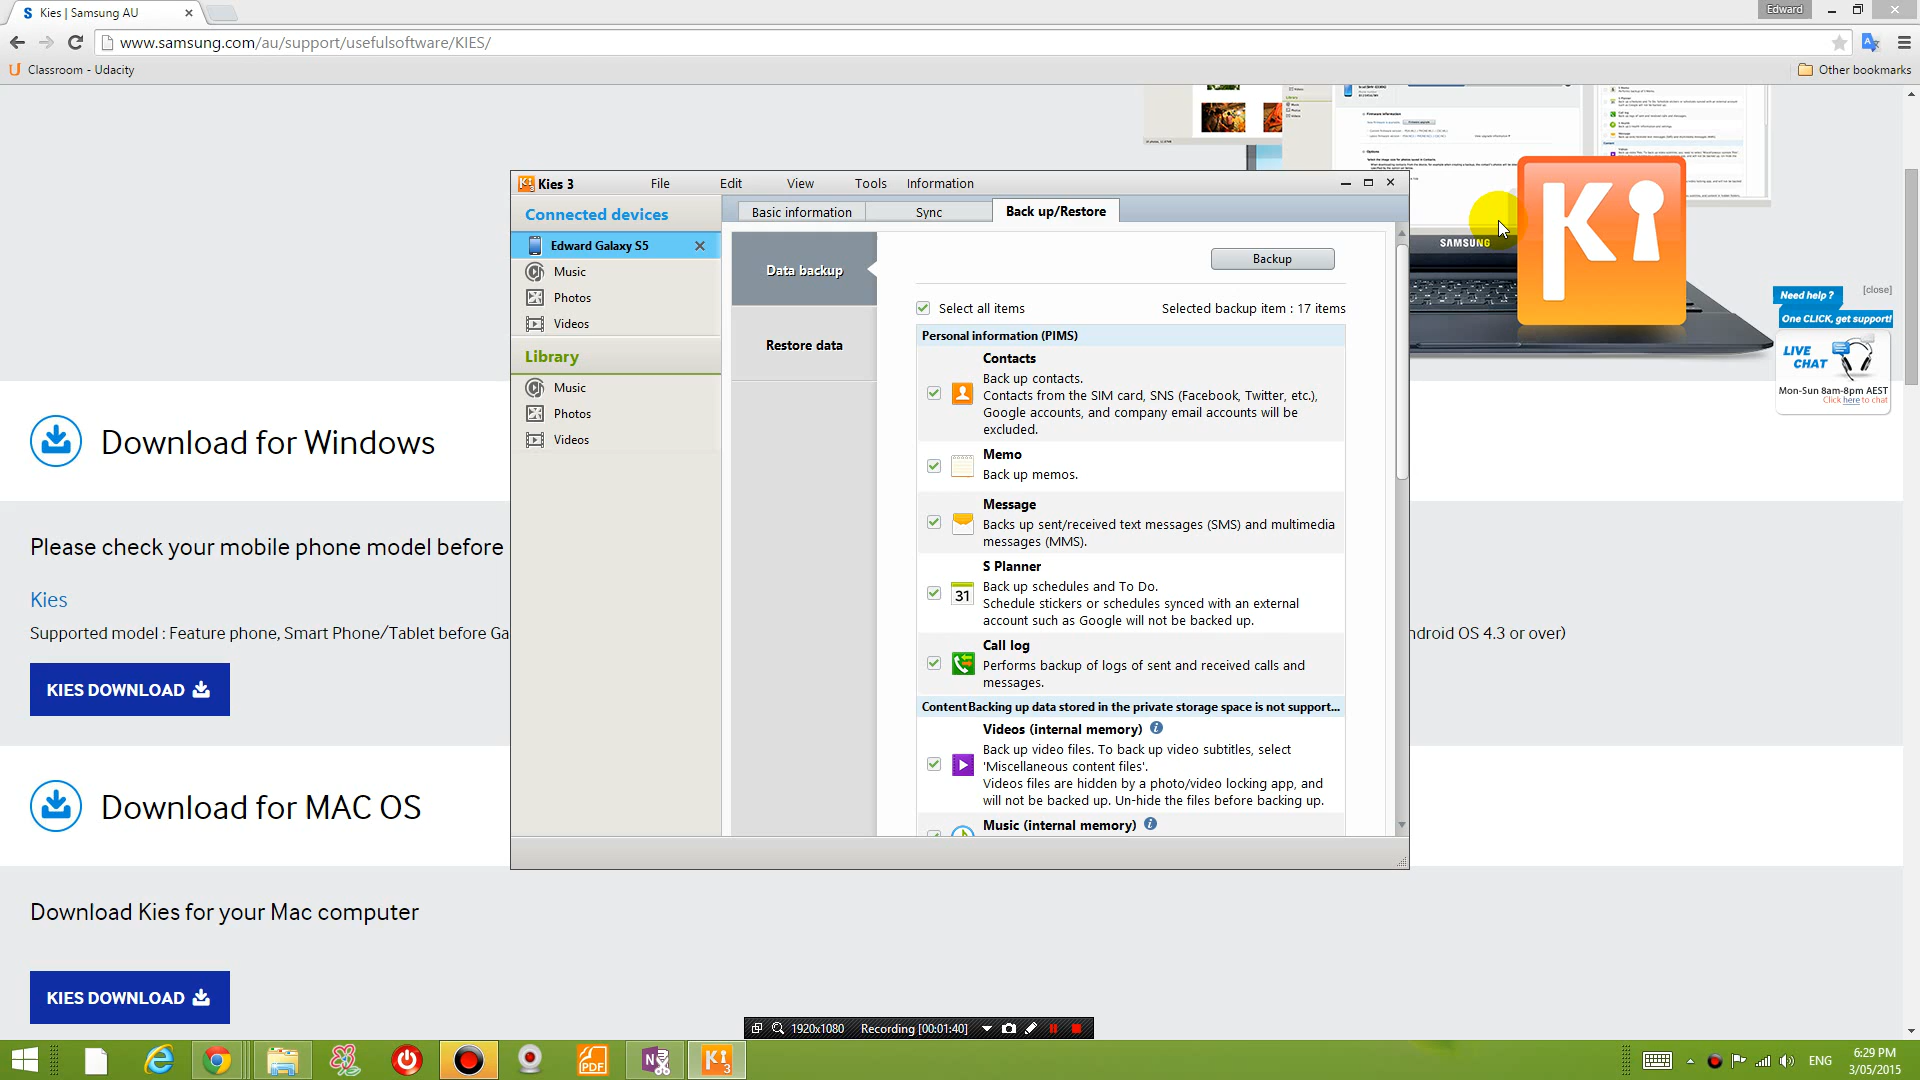 Kies | Samsung AU
Edward
www.samsung.com/au/support/usefulsoftware/KIES/
Classroom - Udacity
Other bookmarks
SAMSUNG
Ki
Need help ?
[close]
One CLICK, get support!
LIVE
CHAT
Mon-Sun 8am-8pm AEST
Click here to chat
Download for Windows
Please check your mobile phone model before
Kies
Supported model : Feature phone, Smart Phone/Tablet before Ga
ndroid OS 4.3 or over)
KIES DOWNLOAD
Download for MAC OS
Download Kies for your Mac computer
KIES DOWNLOAD
Kies 3
File
Edit
View
Tools
Information
Connected devices
Edward Galaxy S5
Music
Photos
Videos
Library
Music
Photos
Videos
Basic information
Sync
Back up/Restore
Data backup
Restore data
Backup
Select all items
Selected backup item : 17 items
Personal information (PIMS)
Contacts
Back up contacts.
Contacts from the SIM card, SNS (Facebook, Twitter, etc.),
Google accounts, and company email accounts will be
excluded.
Memo
Back up memos.
Message
Backs up sent/received text messages (SMS) and multimedia
messages (MMS).
S Planner
31
Back up schedules and To Do.
Schedule stickers or schedules synced with an external
account such as Google will not be backed up.
Call log
Performs backup of logs of sent and received calls and
messages.
ContentBacking up data stored in the private storage space is not support...
Videos (internal memory)
Back up video files. To back up video subtitles, select
'Miscellaneous content files'.
Videos files are hidden by a photo/video locking app, and
will not be backed up. Un-hide the files before backing up.
Music (internal memory)
1920x1080
Recording [00:01:40]
PDF
N
Ki
3
ENG
6:29 PM
3/05/2015